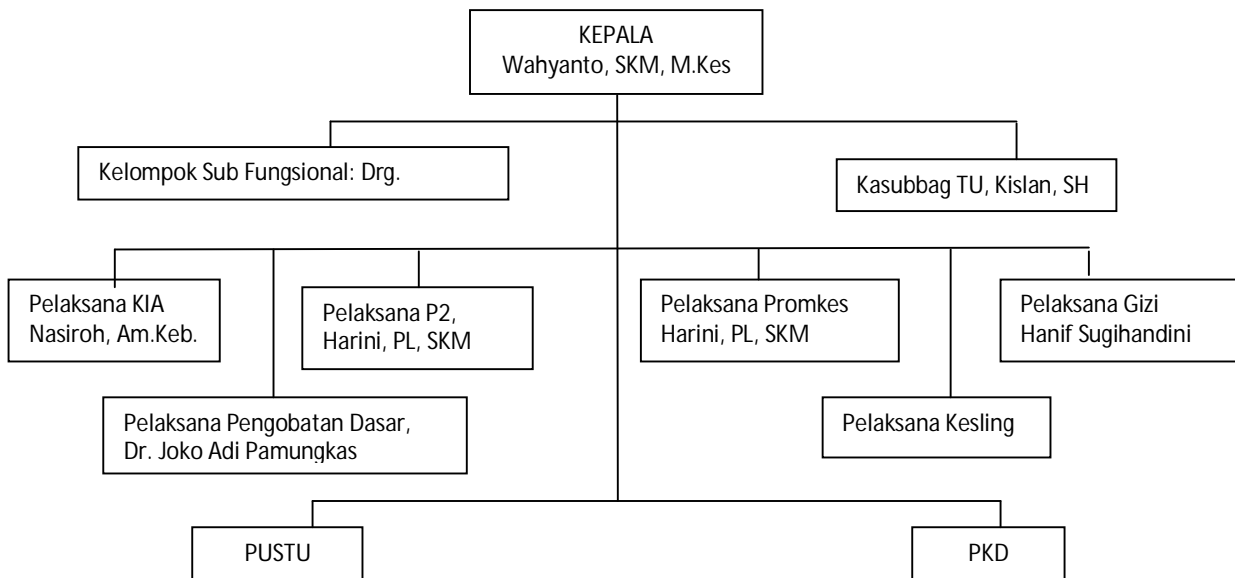 KEPALA
Wahyanto, SKM, M.Kes
Kelompok Sub Fungsional: Drg.
Kasubbag TU, Kislan, SH
Pelaksana KIA
Nasiroh, Am.Keb.
Pelaksana P2,
Harini, PL, SKM
Pelaksana Promkes
Harini, PL, SKM
Pelaksana Gizi
Hanif Sugihandini
Pelaksana Pengobatan Dasar,
Dr. Joko Adi Pamungkas
Pelaksana Kesling
PUSTU
PKD